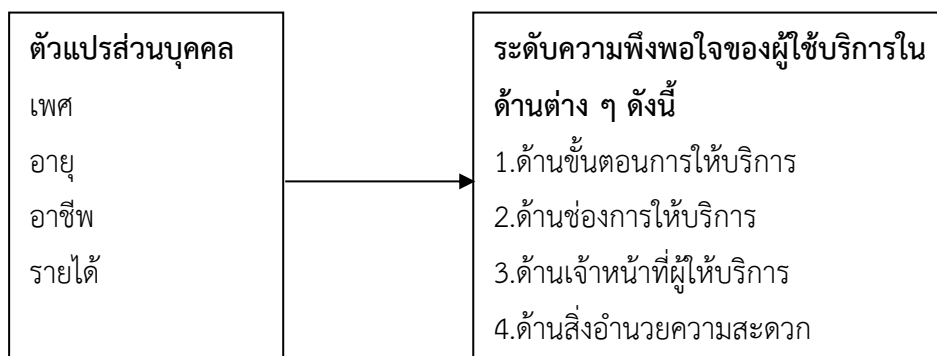 ตัวแปรส่วนบุคคล
เพศ
อายุ
อาชีพ
รายได้
ระดับความพึงพอใจของผู้ใช้บริการใน
ด้านต่าง ๆ ดังนี้
1.ด้านขั้นตอนการให้บริการ
2.ด้านช่องการให้บริการ
3.ด้านเจ้าหน้าที่ผู้ให้บริการ
4.ด้านสิ่งอำนวยความสะดวก